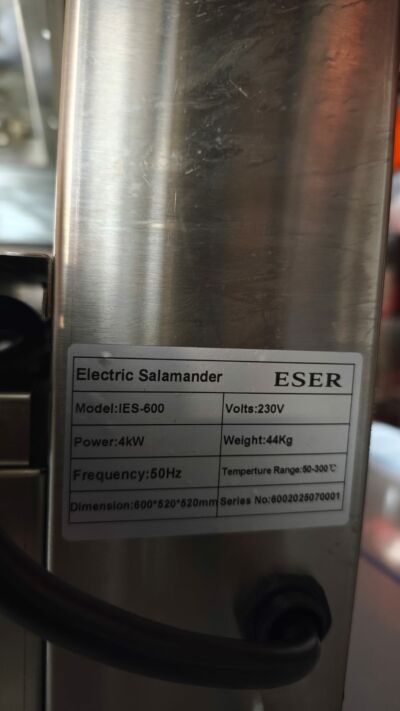 Electric Salamander ESER
Model:IES-600 Volts:230V
Power:4kW Weight:44Kg
Frequency:50Hz Temperture Range:50-300℃
Dimension:600*520*520mm Series No:6002025070001